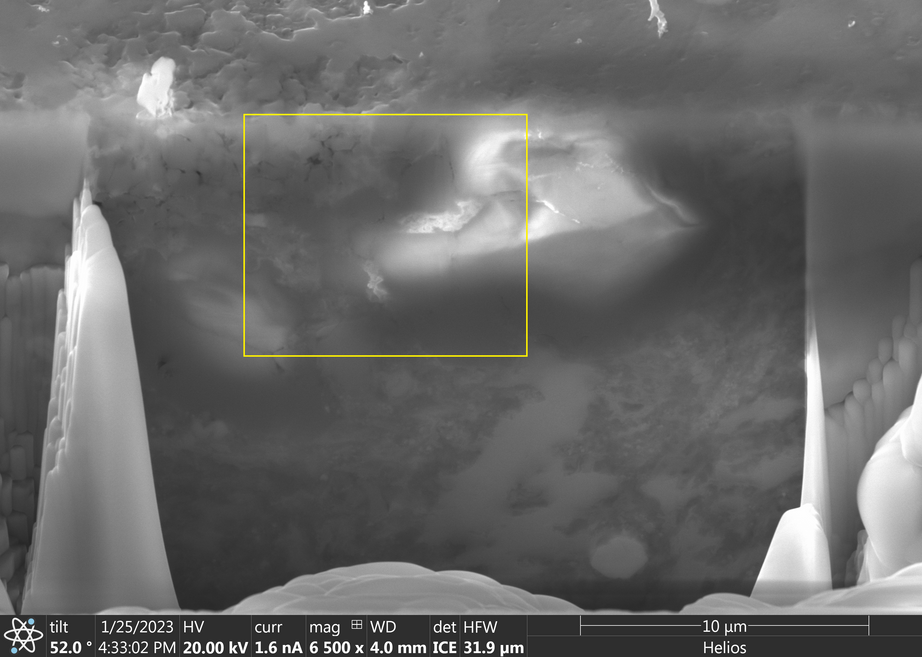 tilt 1/25/2023 HV curr mag WD det HFW 10 µm
52.0 ° 4:33:02 PM 20.00 kV 1.6 nA 6 500 x 4.0 mm ICE 31.9 µm Helios